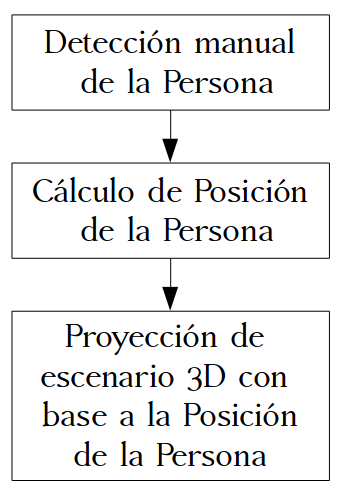 Detección manual
de la Persona
Cálculo de Posición
de la Persona
Proyección de
escenario 3D con
base a la Posición
de la Persona